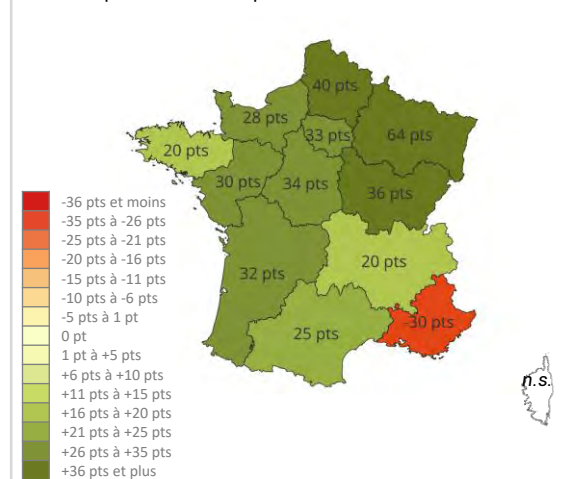 40 pts
28 pts
33 pts
64 pts
20 pts
30 pts
34 pts
36 pts
32 pts
20 pts
25 pts
-30 pts
n.s.
-36 pts et moins
-35 pts à -26 pts
-25 pts à -21 pts
-20 pts à -16 pts
-15 pts à -11 pts
-10 pts à -6 pts
-5 pts à 1 pt
0 pt
1 pt à +5 pts
+6 pts à +10 pts
+11 pts à +15 pts
+16 pts à +20 pts
+21 pts à +25 pts
+26 pts à +35 pts
+36 pts et plus